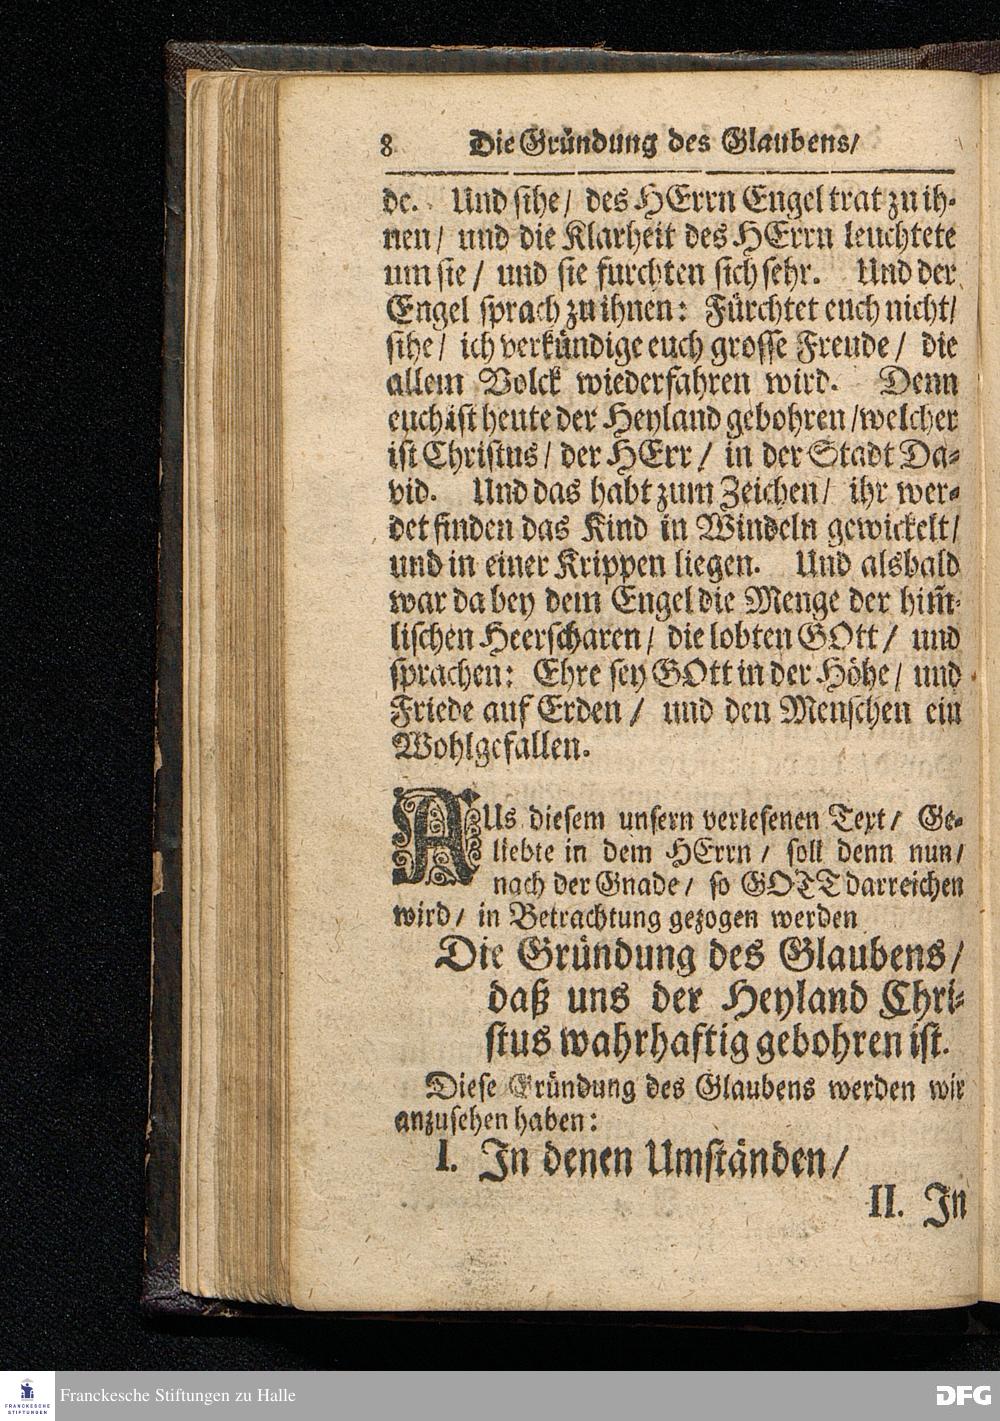 8 Die Gründung des Glaubens/
de. Und sihe/ des HErrn Engel trat zu ih-
nen/ und die Klarheit des HErrn leuchtete
um sie/ und sie furchten sich sehr. Und der
Engel sprach zu ihnen: Fürchtet euch nicht/
sihe/ ich verkündige euch grosse Freude/ die
allem Volck wiederfahren wird. Denn
euch ist heute der Heyland gebohren/ welcher
ist Christus/ der HErr/ in der Stadt Da-
vid. Und das habt zum Zeichen/ ihr wer-
det finden das Kind in Windeln gewickelt/
und in einer Krippen liegen. Und alsbald
war da bey dem Engel die Menge der him̃-
lischen Heerscharen/ die lobten GOtt/ und
sprachen: Ehre sey GOtt in der Höhe/ und
Friede auf Erden/ und den Menschen ein
Wohlgefallen.
AUs diesem unsern verlesenen Text/ Ge-
liebte in dem HErrn/ soll denn nun/
nach der Gnade/ so GOTT darreichen
wird/ in Betrachtung gezogen werden
Die Gründung des Glaubens/
daß uns der Heyland Chri-
stus wahrhaftig gebohren ist.
Diese Gründung des Glaubens werden wir
anzusehen haben:
I. In denen Umständen/
II. In
FRANCKESCHE
STIFTUNGEN
Franckesche Stiftungen zu Halle
DFG